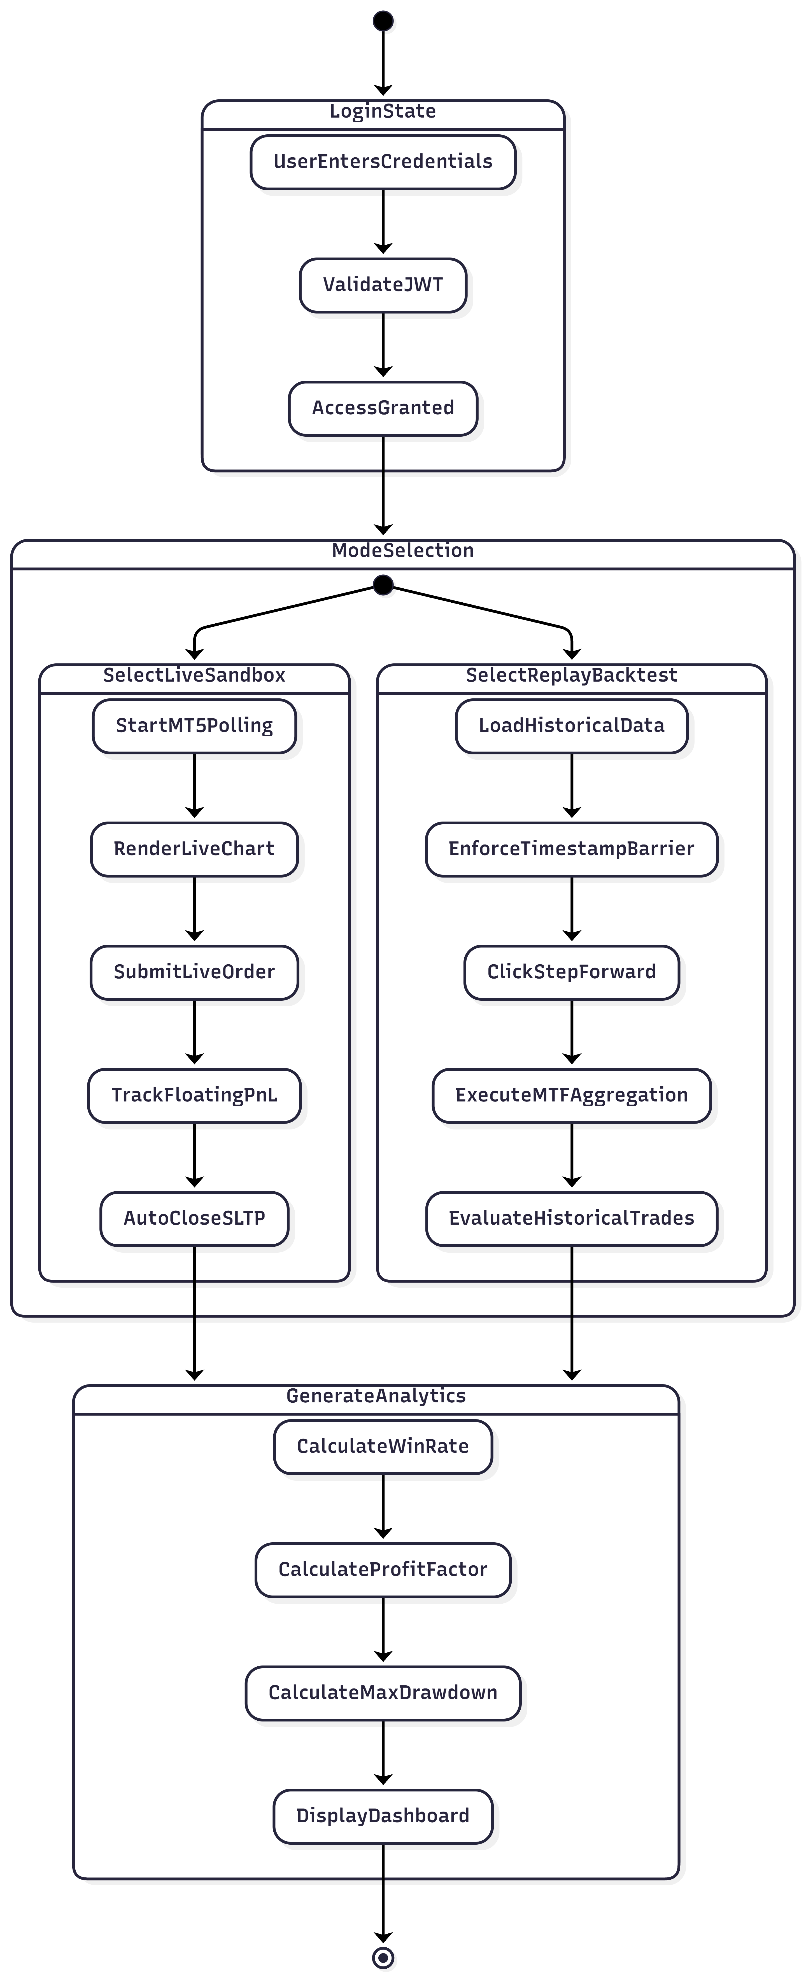 LoginState
UserEntersCredentials
ValidateJWT
AccessGranted
ModeSelection
SelectLiveSandbox
StartMT5Polling
RenderLiveChart
SubmitLiveOrder
TrackFloatingPnL
AutoCloseSLTP
SelectReplayBacktest
LoadHistoricalData
EnforceTimestampBarrier
ClickStepForward
ExecuteMTFAggregation
EvaluateHistoricalTrades
GenerateAnalytics
CalculateWinRate
CalculateProfitFactor
CalculateMaxDrawdown
DisplayDashboard